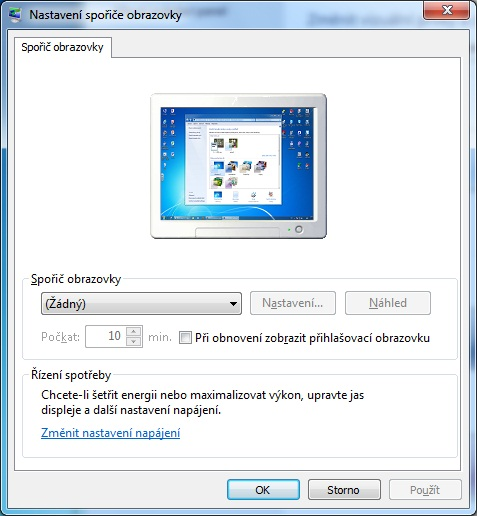 Nastavení spořiče obrazovky
Spořič obrazovky
Spořič obrazovky
(Žádný)
Nastavení...
Náhled
Počkat: 10 min. Při obnovení zobrazit přihlašovací obrazovku
Řízení spotřeby
Chcete-li šetřit energii nebo maximalizovat výkon, upravte jas
displeje a další nastavení napájení.
Změnit nastavení napájení
OK
Storno
Použít